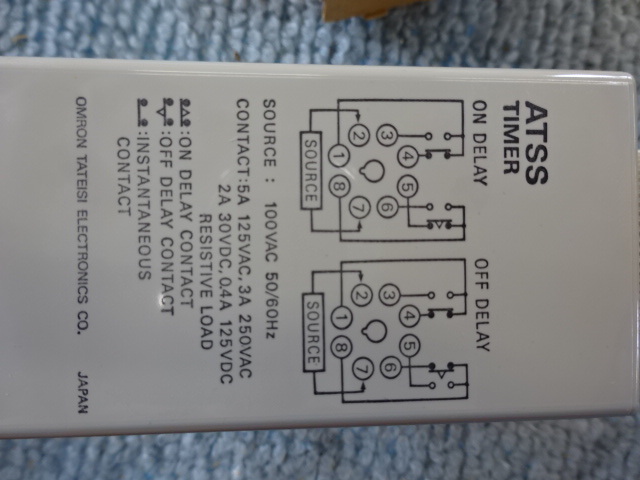 ATSS
TIMER
ON DELAY
2
3
4
1
SOURCE
8
5
7
6
OFF DELAY
2
3
4
1
SOURCE
8
5
7
6
SOURCE : 100VAC 50/60Hz
CONTACT:5A 125VAC, 3A 250VAC
2A 30VDC, 0.4A 125VDC
RESISTIVE LOAD
:ON DELAY CONTACT
:OFF DELAY CONTACT
:INSTANTANEOUS
CONTACT
OMRON TATEISI ELECTRONICS CO. JAPAN